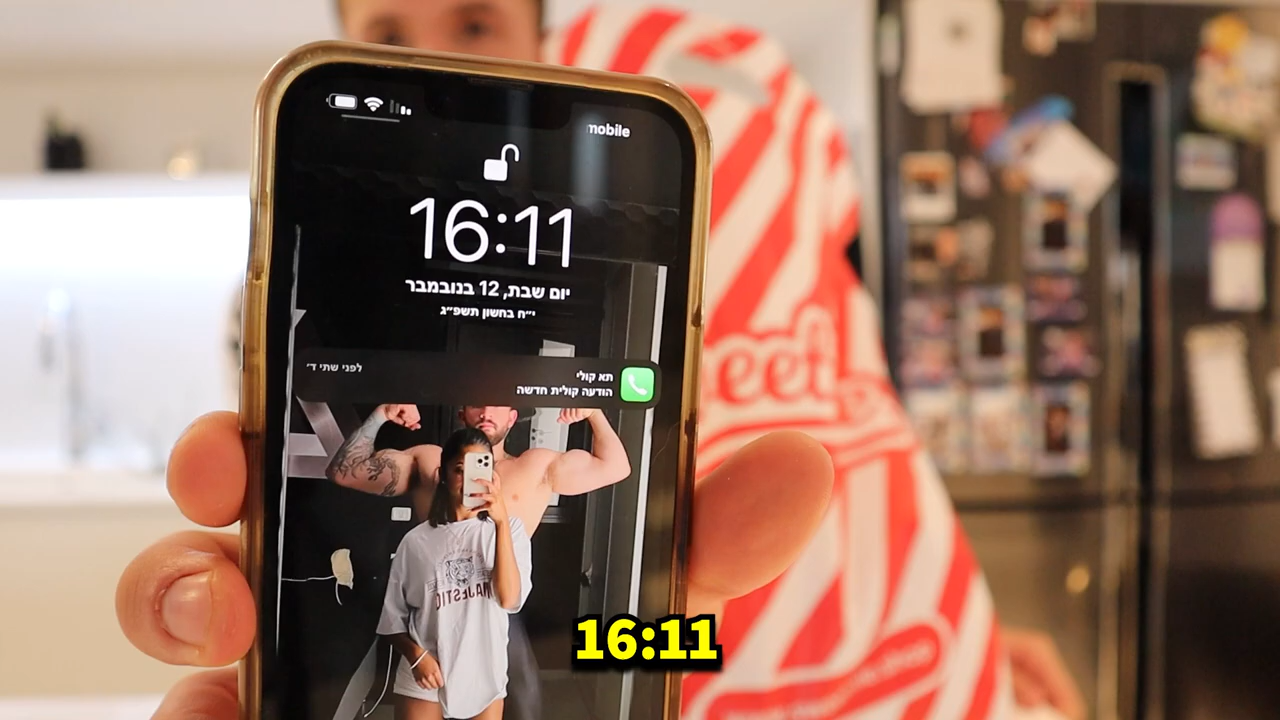 mobile
16:11
יום שבת, 12 בנובמבר
י״ח בחשון תשפ״ג
תא קולי
לפני שתי ד׳
הודעה קולית חדשה
MAJESTIC
16:11